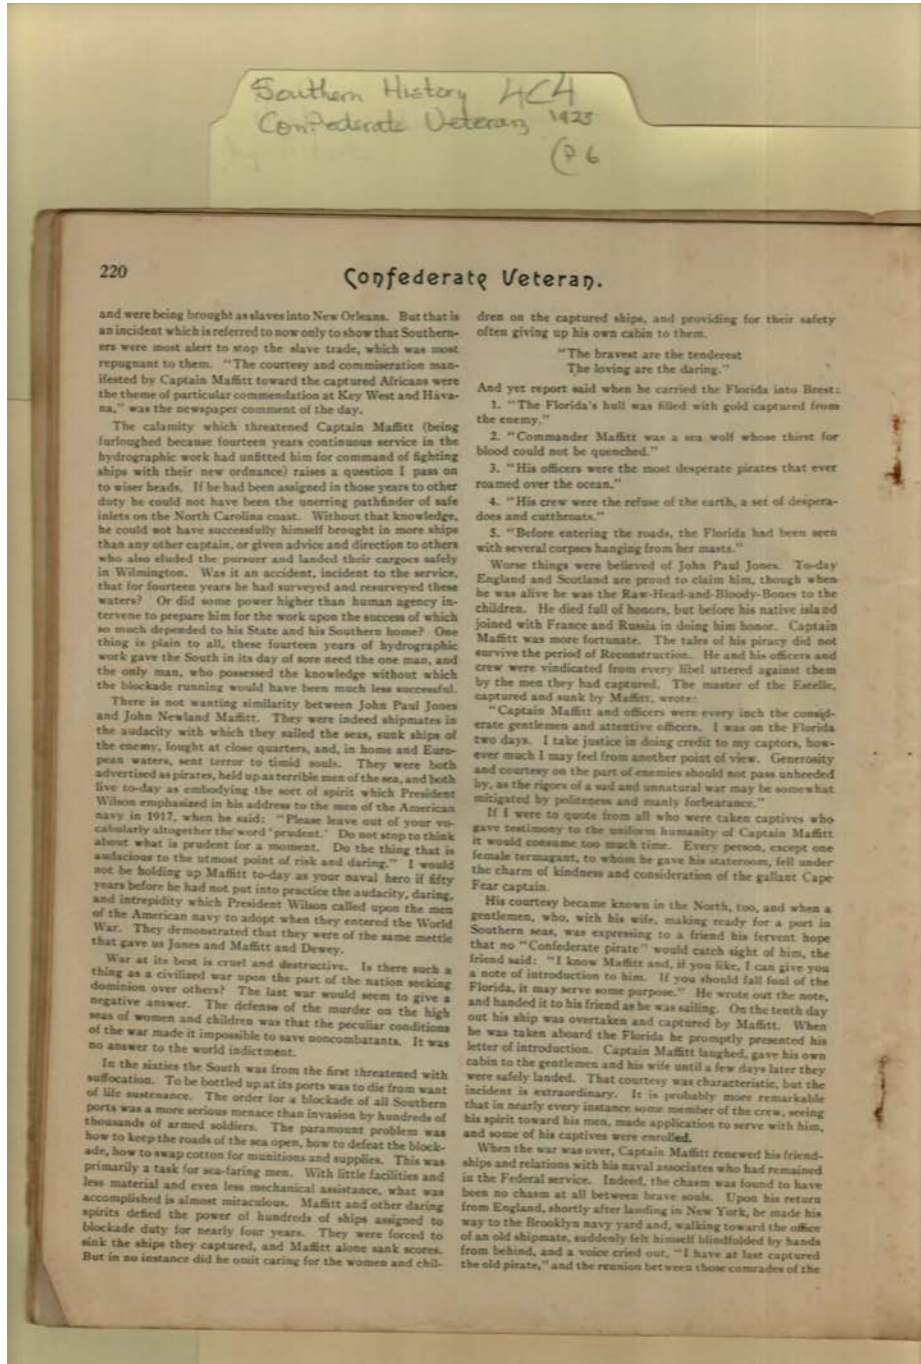 Southern History 4C4
Confederate Veteran 1923
(P 6
220
Confederate Veteran.
and were being brought as slaves into New Orleans. But that is
an incident which is referred to now only to show that Southern-
ers were most alert to stop the slave trade, which was most
repugnant to them. "The courtesy and commiseration man-
ifested by Captain Maffitt toward the captured Africans were
the theme of particular commendation at Key West and Hava-
na," was the newspaper comment of the day.
The calamity which threatened Captain Maffitt (being
furloughed because fourteen years continuous service in the
hydrographic work had unfitted him for command of fighting
ships with their new ordnance) raises a question I pass on
to wiser heads. If he had been assigned in those years to other
duty he could not have been the unerring pathfinder of safe
inlets on the North Carolina coast. Without that knowledge,
he could not have successfully himself brought in more ships
than any other captain, or given advice and direction to others
who also eluded the pursuer and landed their cargoes safely
in Wilmington. Was it an accident, incident to the service,
that for fourteen years he had surveyed and resurveyed these
waters? Or did some power higher than human agency in-
tervene to prepare him for the work upon the success of which
so much depended to his State and his Southern home? One
thing is plain to all, these fourteen years of hydrographic
work gave the South in its day of sore need the one man, and
the only man, who possessed the knowledge without which
the blockade running would have been much less successful.
There is not wanting similarity between John Paul Jones
and John Newland Maffitt. They were indeed shipmates in
the audacity with which they sailed the seas, sunk ships of
the enemy, fought at close quarters, and, in home and Euro-
pean waters, sent terror to timid souls. They were both
advertised as pirates, held up as terrible men of the sea, and both
live to-day as embodying the sort of spirit which President
Wilson emphasized in his address to the men of the American
navy in 1917, when he said: "Please leave out of your vo-
cabularly altogether the word 'prudent.' Do not stop to think
about what is prudent for a moment. Do the thing that is
audacious to the utmost point of risk and daring." I would
not be holding up Maffitt to-day as your naval hero if fifty
years before he had not put into practice the audacity, daring,
and intrepidity which President Wilson called upon the men
of the American navy to adopt when they entered the World
War. They demonstrated that they were of the same mettle
that gave us Jones and Maffitt and Dewey.
War at its best is cruel and destructive. Is there such a
thing as a civilized war upon the part of the nation seeking
dominion over others? The last war would seem to give a
negative answer. The defense of the murder on the high
seas of women and children was that the peculiar conditions
of the war made it impossible to save noncombatants. It was
no answer to the world indictment.
In the sixties the South was from the first threatened with
suffocation. To be bottled up at its ports was to die from want
of life sustenance. The order for a blockade of all Southern
ports was a more serious menace than invasion by hundreds of
thousands of armed soldiers. The paramount problem was
how to keep the roads of the sea open, how to defeat the block-
ade, how to swap cotton for munitions and supplies. This was
primarily a task for sea-faring men. With little facilities and
less material and even less mechanical assistance, what was
accomplished is almost miraculous. Maffitt and other daring
spirits defied the power of hundreds of ships assigned to
blockade duty for nearly four years. They were forced to
sink the ships they captured, and Maffitt alone sank scores.
But in no instance did he omit caring for the women and chil-
dren on the captured ships, and providing for their safety
often giving up his own cabin to them.
"The bravest are the tenderest
The loving are the daring."
And yet report said when he carried the Florida into Brest:
1. "The Florida's hull was filled with gold captured from
the enemy."
2. "Commander Maffitt was a sea wolf whose thirst for
blood could not be quenched."
3. "His officers were the most desperate pirates that ever
roamed over the ocean."
4. "His crew were the refuse of the earth, a set of despera-
does and cutthroats."
5. "Before entering the roads, the Florida had been seen
with several corpses hanging from her masts."
Worse things were believed of John Paul Jones. To-day
England and Scotland are proud to claim him, though when
he was alive he was the Raw-Head-and-Bloody-Bones to the
children. He died full of honors, but before his native island
joined with France and Russia in doing him honor. Captain
Maffitt was more fortunate. The tales of his piracy did not
survive the period of Reconstruction. He and his officers and
crew were vindicated from every libel uttered against them
by the men they had captured. The master of the Estelle,
captured and sunk by Maffitt, wrote:
"Captain Maffitt and officers were every inch the consid-
erate gentlemen and attentive officers. I was on the Florida
two days. I take justice in doing credit to my captors, how-
ever much I may feel from another point of view. Generosity
and courtesy on the part of enemies should not pass unheeded
by, as the rigors of a sad and unnatural war may be somewhat
mitigated by politeness and manly forbearance."
If I were to quote from all who were taken captives who
gave testimony to the uniform humanity of Captain Maffitt
it would consume too much time. Every person, except one
female termagant, to whom he gave his stateroom, fell under
the charm of kindness and consideration of the gallant Cape
Fear captain.
His courtesy became known in the North, too, and when a
gentlemen, who, with his wife, making ready for a port in
Southern seas, was expressing to a friend his fervent hope
that no "Confederate pirate" would catch sight of him, the
friend said: "I know Maffitt and, if you like, I can give you
a note of introduction to him. If you should fall foul of the
Florida, it may serve some purpose." He wrote out the note,
and handed it to his friend as he was sailing. On the tenth day
out his ship was overtaken and captured by Maffitt. When
he was taken aboard the Florida he promptly presented his
letter of introduction. Captain Maffitt laughed, gave his own
cabin to the gentlemen and his wife until a few days later they
were safely landed. That courtesy was characteristic, but the
incident is extraordinary. It is probably more remarkable
that in nearly every instance some member of the crew, seeing
his spirit toward his men, made application to serve with him,
and some of his captives were enrolled.
When the war was over, Captain Maffitt renewed his friend-
ships and relations with his naval associates who had remained
in the Federal service. Indeed, the chasm was found to have
been no chasm at all between brave souls. Upon his return
from England, shortly after landing in New York, he made his
way to the Brooklyn navy yard and, walking toward the office
of an old shipmate, suddenly felt himself blindfolded by hands
from behind, and a voice cried out, "I have at last captured
the old pirate," and the reunion between those comrades of the